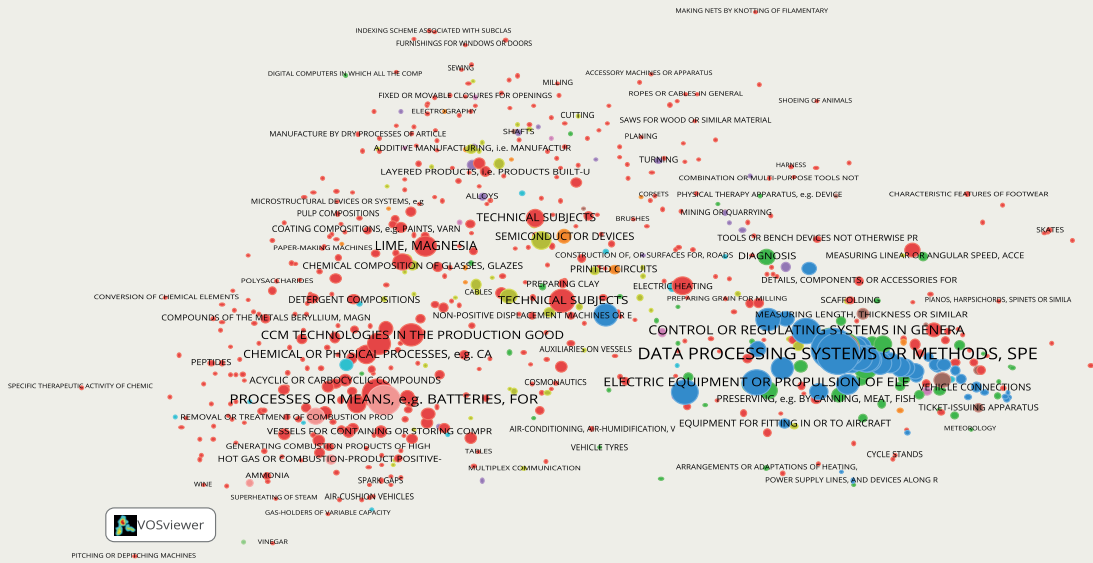 MAKING NETS BY KNOTTING OF FILAMENTARY
INDEXING SCHEME ASSOCIATED WITH SUBCLAS
FURNISHINGS FOR WINDOWS OR DOORS
SEWING
DIGITAL COMPUTERS IN WHICH ALL THE COMP
ACCESSORY MACHINES OR APPARATUS
MILLING
FIXED OR MOVABLE CLOSURES FOR OPENINGS
ROPES OR CABLES IN GENERAL
SHOEING OF ANIMALS
ELECTROGRAPHY
CUTTING
SAWS FOR WOOD OR SIMILAR MATERIAL
MANUFACTURE BY DRY PROCESSES OF ARTICLE
SHAFTS
PLANING
ADDITIVE MANUFACTURING, i.e. MANUFACTUR
TURNING
HARNESS
LAYERED PRODUCTS, i.e. PRODUCTS BUILT-U
COMBINATION OR MULTI-PURPOSE TOOLS NOT
ALLOYS
CORSETS
PHYSICAL THERAPY APPARATUS, e.g. DEVICE
CHARACTERISTIC FEATURES OF FOOTWEAR
MICROSTRUCTURAL DEVICES OR SYSTEMS, e.g
PULP COMPOSITIONS
TECHNICAL SUBJECTS
BRUSHES
MINING OR QUARRYING
COATING COMPOSITIONS, e.g. PAINTS, VARN
SKATES
SEMICONDUCTOR DEVICES
TOOLS OR BENCH DEVICES NOT OTHERWISE PR
PAPER-MAKING MACHINES
LIME, MAGNESIA
CONSTRUCTION OF, OR SURFACES FOR, ROADS
DIAGNOSIS
MEASURING LINEAR OR ANGULAR SPEED, ACCE
CHEMICAL COMPOSITION OF GLASSES, GLAZES
PRINTED CIRCUITS
POLYSACCHARIDES
PREPARING CLAY
ELECTRIC HEATING
DETAILS, COMPONENTS, OR ACCESSORIES FOR
CABLES
CONVERSION OF CHEMICAL ELEMENTS
DETERGENT COMPOSITIONS
TECHNICAL SUBJECTS
PREPARING GRAIN FOR MILLING
SCAFFOLDING
PIANOS, HARPSICHORDS, SPINETS OR SIMILA
COMPOUNDS OF THE METALS BERYLLIUM, MAGN
NON-POSITIVE DISPLACEMENT MACHINES OR E
MEASURING LENGTH, THICKNESS OR SIMILAR
CCM TECHNOLOGIES IN THE PRODUCTION GOOD
CONTROL OR REGULATING SYSTEMS IN GENERA
CHEMICAL OR PHYSICAL PROCESSES, e.g. CA
AUXILIARIES ON VESSELS
DATA PROCESSING SYSTEMS OR METHODS, SPE
PEPTIDES
ACYCLIC OR CARBOCYCLIC COMPOUNDS
COSMONAUTICS
ELECTRIC EQUIPMENT OR PROPULSION OF ELE
SPECIFIC THERAPEUTIC ACTIVITY OF CHEMIC
VEHICLE CONNECTIONS
PROCESSES OR MEANS, e.g. BATTERIES, FOR
PRESERVING, e.g. BY CANNING, MEAT, FISH
TICKET-ISSUING APPARATUS
REMOVAL OR TREATMENT OF COMBUSTION PROD
EQUIPMENT FOR FITTING IN OR TO AIRCRAFT
VESSELS FOR CONTAINING OR STORING COMPR
AIR-CONDITIONING, AIR-HUMIDIFICATION, V
METEOROLOGY
GENERATING COMBUSTION PRODUCTS OF HIGH
TABLES
VEHICLE TYRES
HOT GAS OR COMBUSTION-PRODUCT POSITIVE-
CYCLE STANDS
MULTIPLEX COMMUNICATION
ARRANGEMENTS OR ADAPTATIONS OF HEATING,
AMMONIA
SPARK GAPS
POWER SUPPLY LINES, AND DEVICES ALONG R
WINE
SUPERHEATING OF STEAM
AIR-CUSHION VEHICLES
GAS-HOLDERS OF VARIABLE CAPACITY
VOSviewer
VINEGAR
PITCHING OR DEPITCHING MACHINES